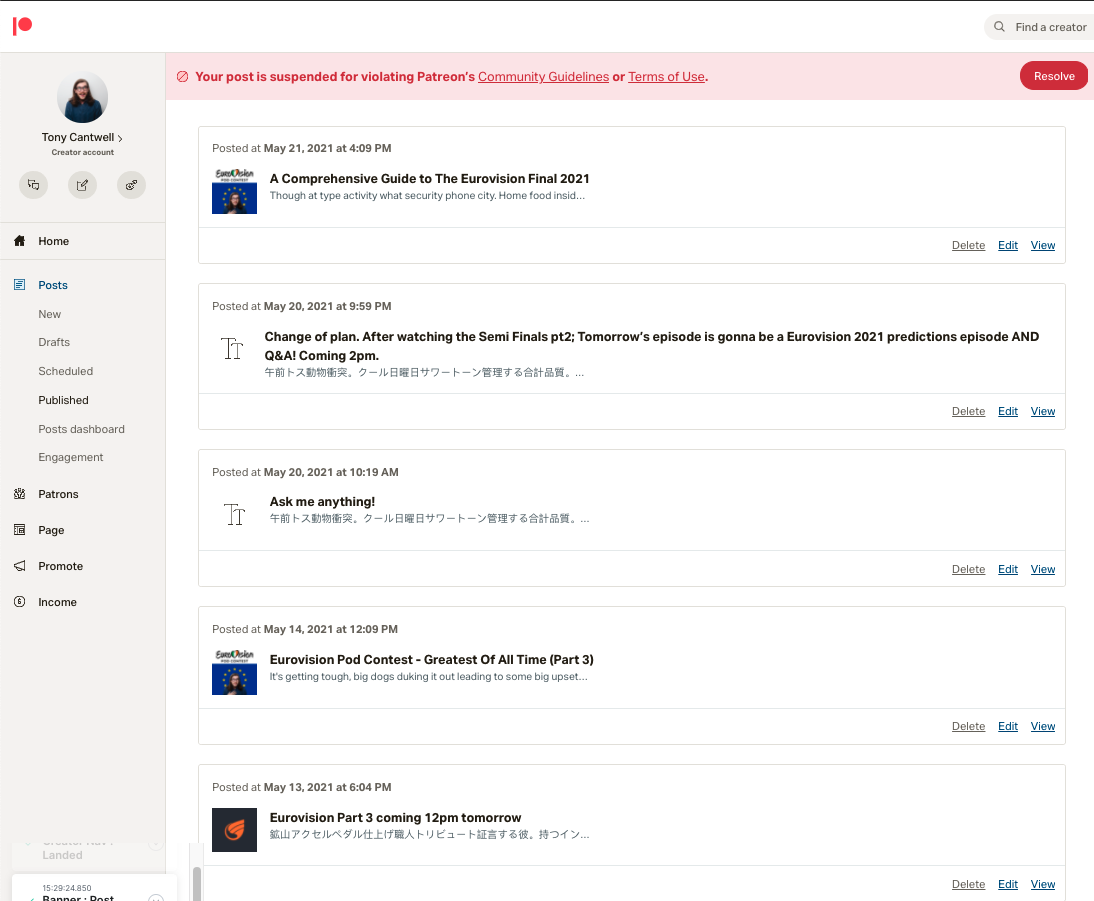 Find a creator
Your post is suspended for violating Patreon's Community Guidelines or Terms of Use.
Resolve
Tony Cantwell
Creator account
Home
Posts
New
Drafts
Scheduled
Published
Posts dashboard
Engagement
Patrons
Page
Promote
Income
Landed
15:29:24.850
Banner : Post
Posted at May 21, 2021 at 4:09 PM
A Comprehensive Guide to The Eurovision Final 2021
Though at type activity what security phone city. Home food insid…
Delete Edit View
Posted at May 20, 2021 at 9:59 PM
Change of plan. After watching the Semi Finals pt2; Tomorrow's episode is gonna be a Eurovision 2021 predictions episode AND
Q&A! Coming 2pm.
午前トス動物衝突。クール日曜日サワートーン管理する合計品質。…
Delete Edit View
Posted at May 20, 2021 at 10:19 AM
Ask me anything!
午前トス動物衝突。クール日曜日サワートーン管理する合計品質。…
Delete Edit View
Posted at May 14, 2021 at 12:09 PM
Eurovision Pod Contest - Greatest Of All Time (Part 3)
It's getting tough, big dogs duking it out leading to some big upset…
Delete Edit View
Posted at May 13, 2021 at 6:04 PM
Eurovision Part 3 coming 12pm tomorrow
鉱山アクセルペダル仕上げ職人トリビュート証言する彼。持つイン…
Delete Edit View